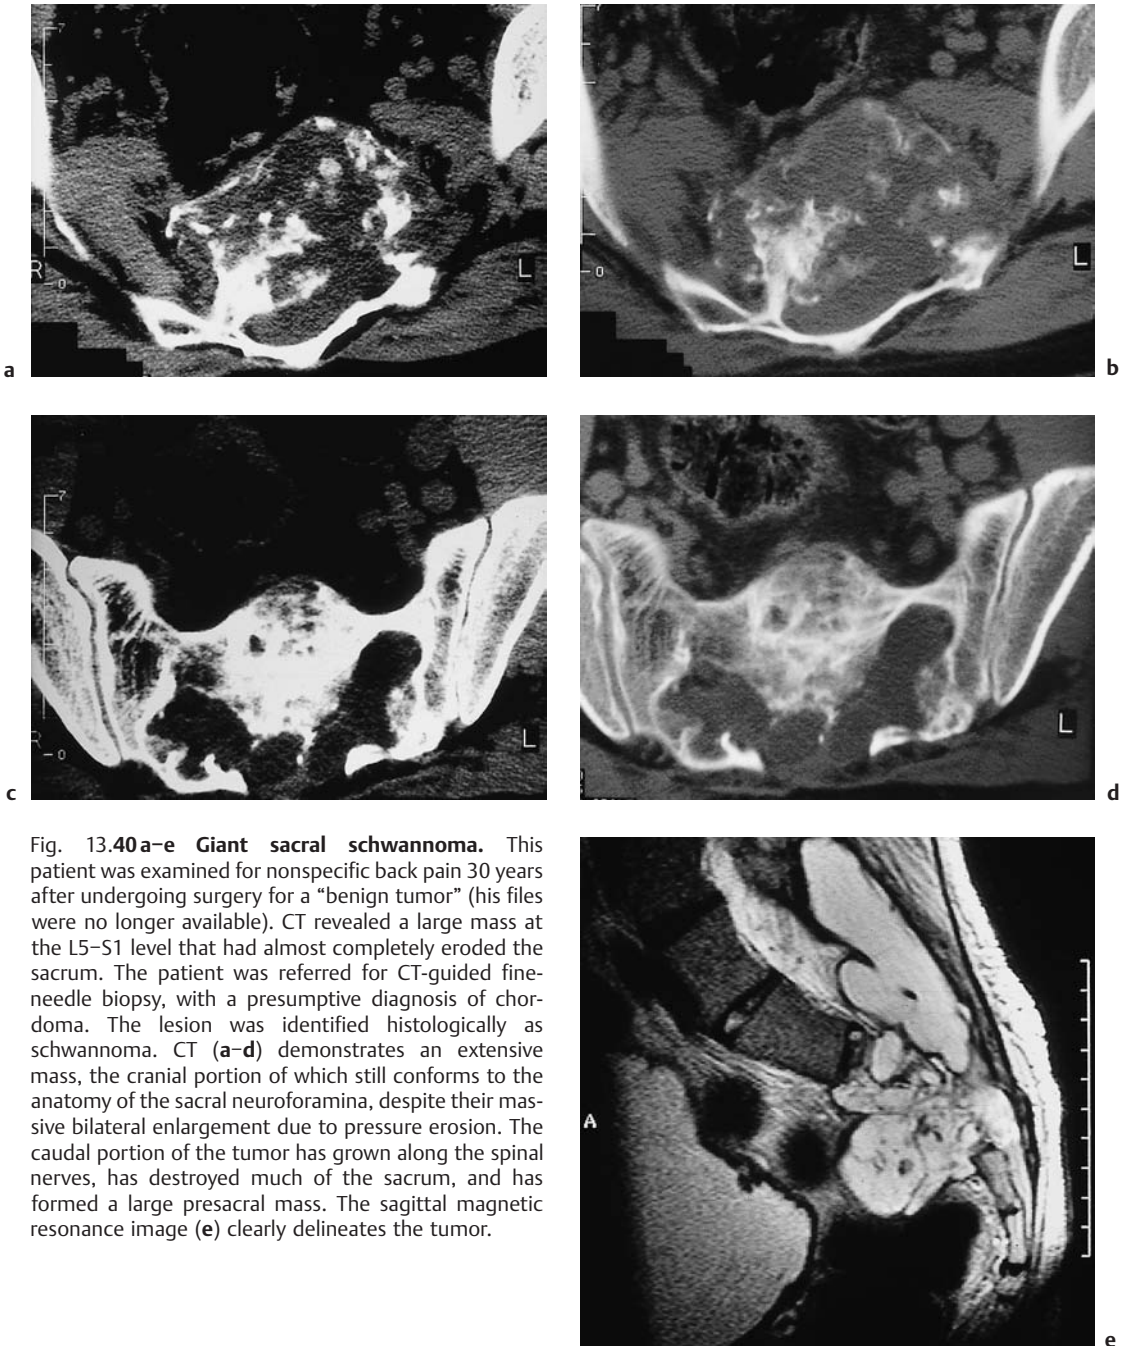 7
R
0
L
a
7
0
L
b
7
R
0
L
c
L
d
Fig. 13.40 a–e Giant sacral schwannoma. This
patient was examined for nonspecific back pain 30 years
after undergoing surgery for a “benign tumor” (his files
were no longer available). CT revealed a large mass at
the L5–S1 level that had almost completely eroded the
sacrum. The patient was referred for CT-guided fine-
needle biopsy, with a presumptive diagnosis of chor-
doma. The lesion was identified histologically as
schwannoma. CT (a–d) demonstrates an extensive
mass, the cranial portion of which still conforms to the
anatomy of the sacral neuroforamina, despite their mas-
sive bilateral enlargement due to pressure erosion. The
caudal portion of the tumor has grown along the spinal
nerves, has destroyed much of the sacrum, and has
formed a large presacral mass. The sagittal magnetic
resonance image (e) clearly delineates the tumor.
A
e